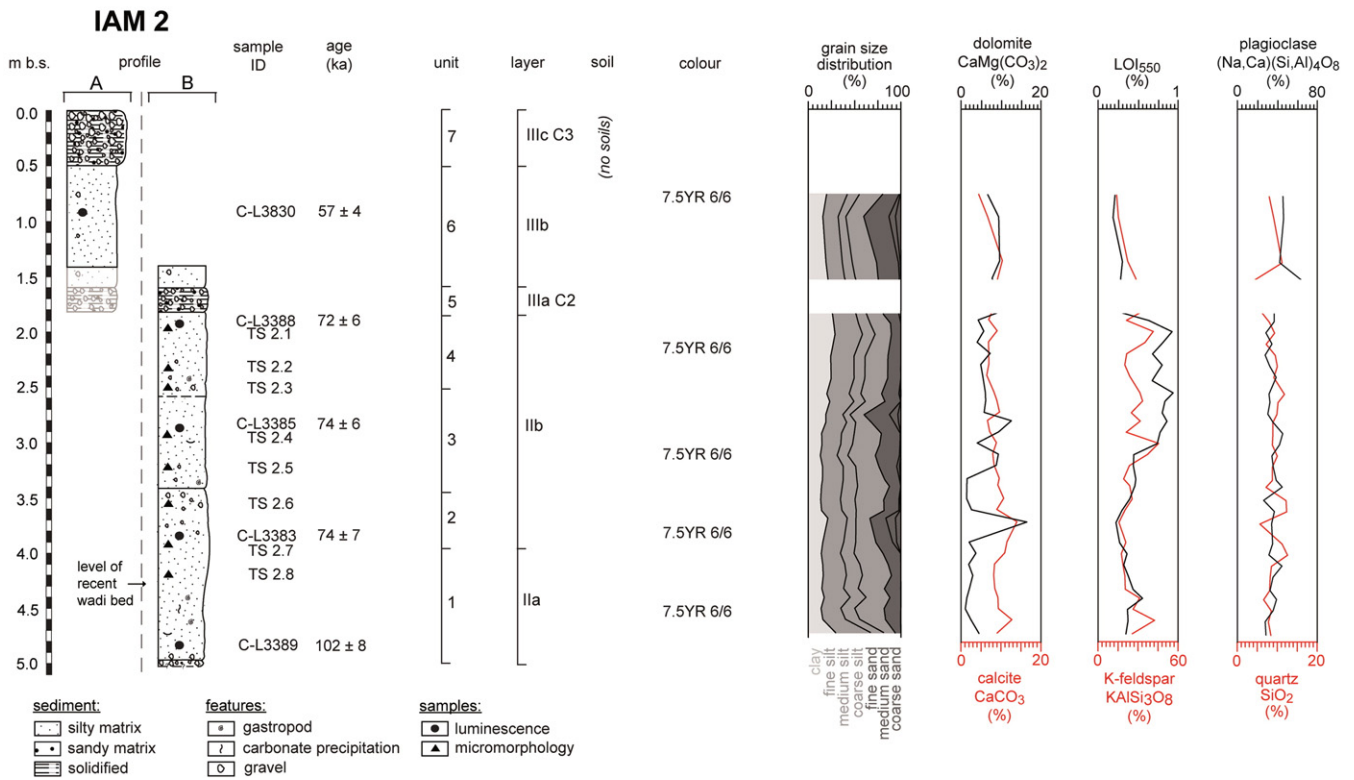 IAM 2
m b.s.
profile
A
B
sample
ID
age
(ka)
unit
layer
soil
colour
grain size
distribution
(%)
0 100
dolomite
CaMg(CO₃)₂
(%)
0 20
LOI₅₅₀
(%)
0 1
plagioclase
(Na,Ca)(Si,Al)₄O₈
(%)
0 80
0.0
0.5
1.0
1.5
2.0
2.5
3.0
3.5
4.0
4.5
5.0
level of
recent
wadi bed
C-L3830
C-L3388
TS 2.1
TS 2.2
TS 2.3
C-L3385
TS 2.4
TS 2.5
TS 2.6
C-L3383
TS 2.7
TS 2.8
C-L3389
57 ± 4
72 ± 6
74 ± 6
74 ± 7
102 ± 8
7
6
5
4
3
2
1
IIIc C3
IIIb
IIIa C2
IIb
IIa
(no soils)
7.5YR 6/6
7.5YR 6/6
7.5YR 6/6
7.5YR 6/6
7.5YR 6/6
clay
fine silt
medium silt
coarse silt
fine sand
medium sand
coarse sand
0 20
calcite
CaCO₃
(%)
0 60
K-feldspar
KAlSi₃O₈
(%)
0 80
quartz
SiO₂
(%)
sediment:
silty matrix
sandy matrix
solidified
features:
gastropod
carbonate precipitation
gravel
samples:
luminescence
micromorphology